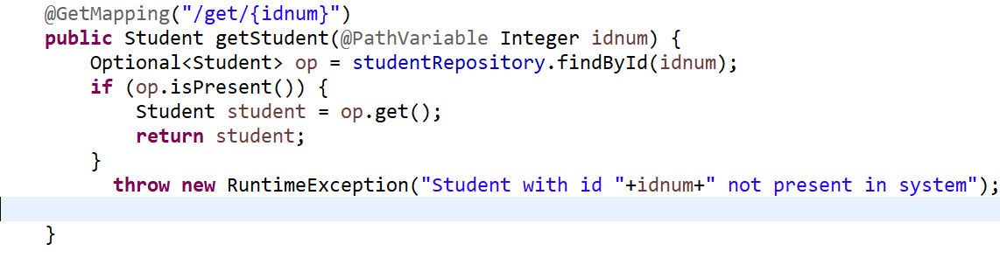 @GetMapping("/get/{idnum}")
public Student getStudent(@PathVariable Integer idnum) {
Optional<Student> op = studentRepository.findById(idnum);
if (op.isPresent()) {
Student student = op.get();
return student;
}
throw new RuntimeException("Student with id "+idnum+" not present in system");
}